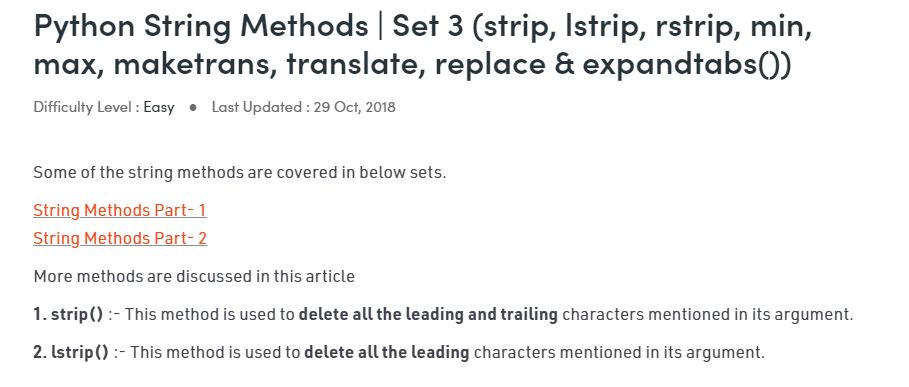 Python String Methods | Set 3 (strip, lstrip, rstrip, min,
max, maketrans, translate, replace & expandtabs())
Difficulty Level : Easy ● Last Updated : 29 Oct, 2018
Some of the string methods are covered in below sets.
String Methods Part- 1
String Methods Part- 2
More methods are discussed in this article
1. strip() :- This method is used to delete all the leading and trailing characters mentioned in its argument.
2. lstrip() :- This method is used to delete all the leading characters mentioned in its argument.